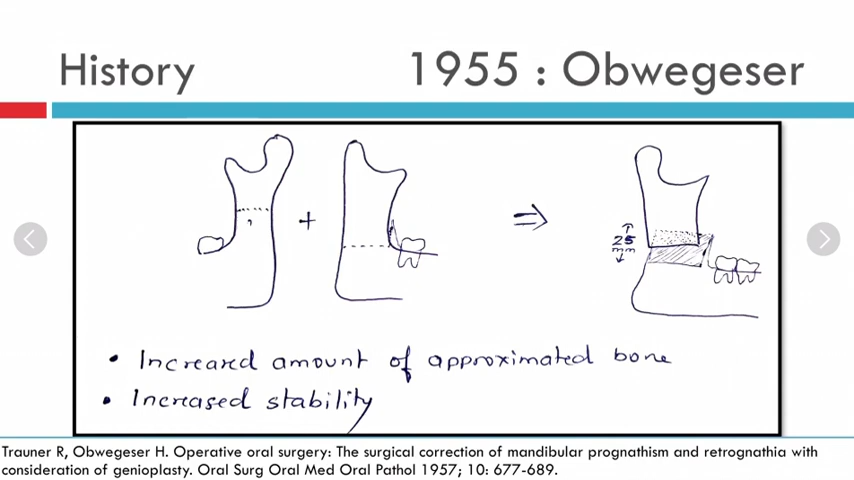 History
1955 : Obwegeser
+
⇒
25
mm
• Increased amount of approximated bone
• Increased stability
Trauner R, Obwegeser H. Operative oral surgery: The surgical correction of mandibular prognathism and retrognathia with
consideration of genioplasty. Oral Surg Oral Med Oral Pathol 1957; 10: 677-689.